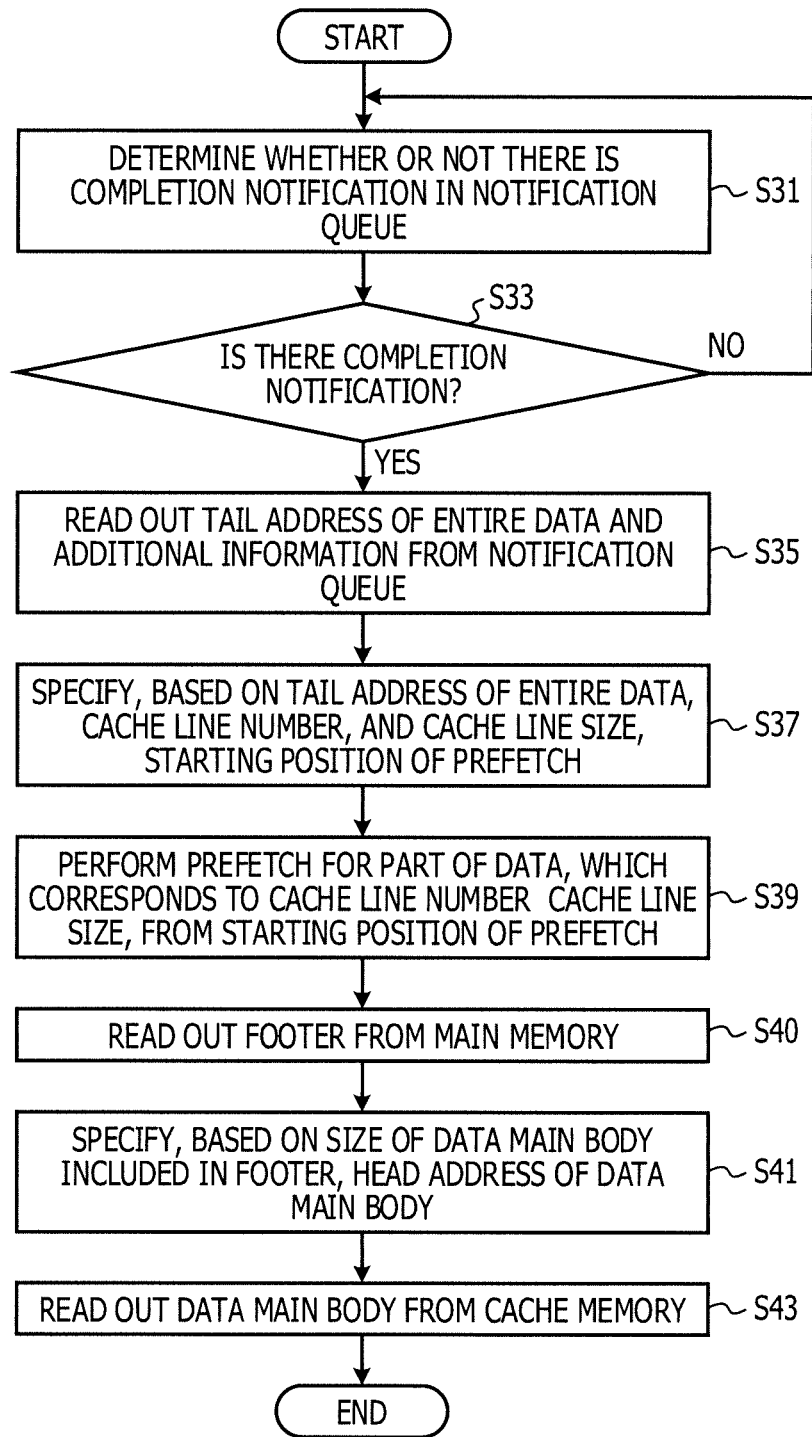 START
DETERMINE WHETHER OR NOT THERE IS
COMPLETION NOTIFICATION IN NOTIFICATION
QUEUE
S31
S33
IS THERE COMPLETION
NOTIFICATION?
NO
YES
READ OUT TAIL ADDRESS OF ENTIRE DATA AND
ADDITIONAL INFORMATION FROM NOTIFICATION
QUEUE
S35
SPECIFY, BASED ON TAIL ADDRESS OF ENTIRE DATA,
CACHE LINE NUMBER, AND CACHE LINE SIZE,
STARTING POSITION OF PREFETCH
S37
PERFORM PREFETCH FOR PART OF DATA, WHICH
CORRESPONDS TO CACHE LINE NUMBER CACHE LINE
SIZE, FROM STARTING POSITION OF PREFETCH
S39
READ OUT FOOTER FROM MAIN MEMORY
S40
SPECIFY, BASED ON SIZE OF DATA MAIN BODY
INCLUDED IN FOOTER, HEAD ADDRESS OF DATA
MAIN BODY
S41
READ OUT DATA MAIN BODY FROM CACHE MEMORY
S43
END